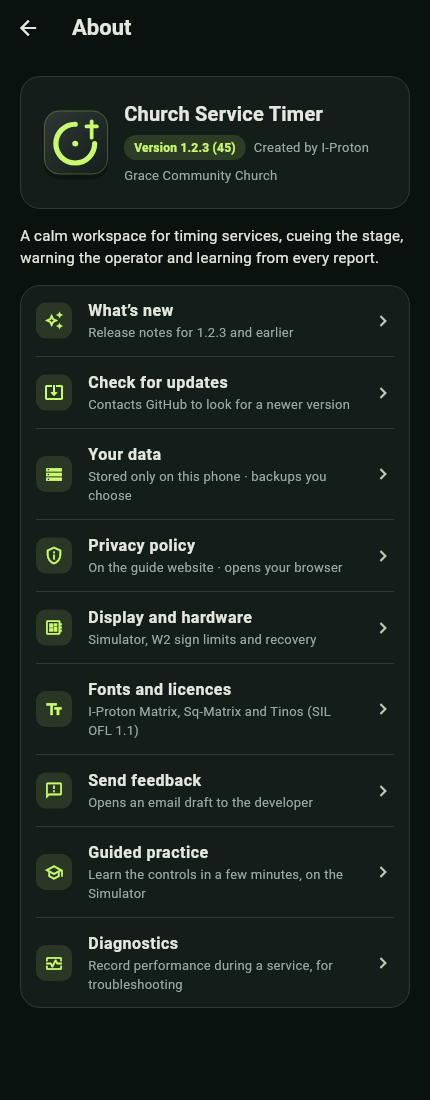 About
Church Service Timer
Version 1.2.3 (45) Created by I-Proton
Grace Community Church
A calm workspace for timing services, cueing the stage,
warning the operator and learning from every report.
What’s new
Release notes for 1.2.3 and earlier
Check for updates
Contacts GitHub to look for a newer version
Your data
Stored only on this phone · backups you
choose
Privacy policy
On the guide website · opens your browser
Display and hardware
Simulator, W2 sign limits and recovery
Fonts and licences
I-Proton Matrix, Sq-Matrix and Tinos (SIL
OFL 1.1)
Send feedback
Opens an email draft to the developer
Guided practice
Learn the controls in a few minutes, on the
Simulator
Diagnostics
Record performance during a service, for
troubleshooting